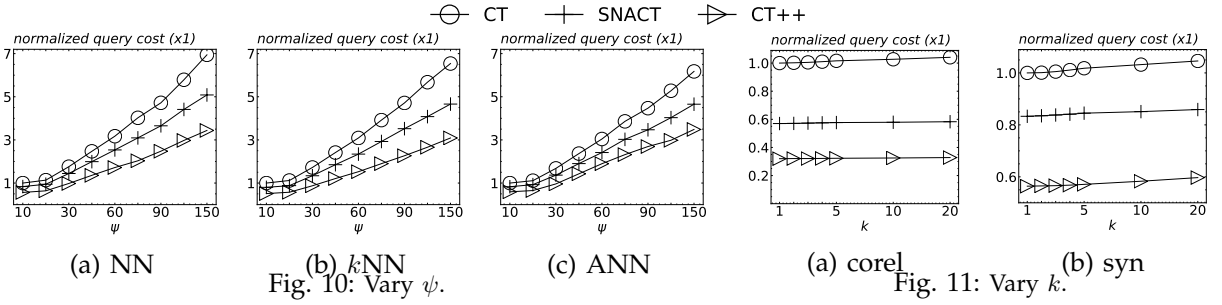 CT SNACT CT++
normalized query cost (x1)
7
5
3
1
10 30 60 90 150
ψ
(a) NN
normalized query cost (x1)
7
5
3
1
10 30 60 90 150
ψ
(b) kNN
normalized query cost (x1)
7
5
3
1
10 30 60 90 150
ψ
(c) ANN
Fig. 10: Vary ψ.
normalized query cost (x1)
1.0
0.8
0.6
0.4
0.2
1 5 10 20
k
(a) corel
normalized query cost (x1)
1.0
0.8
0.6
1 5 10 20
k
(b) syn
Fig. 11: Vary k.